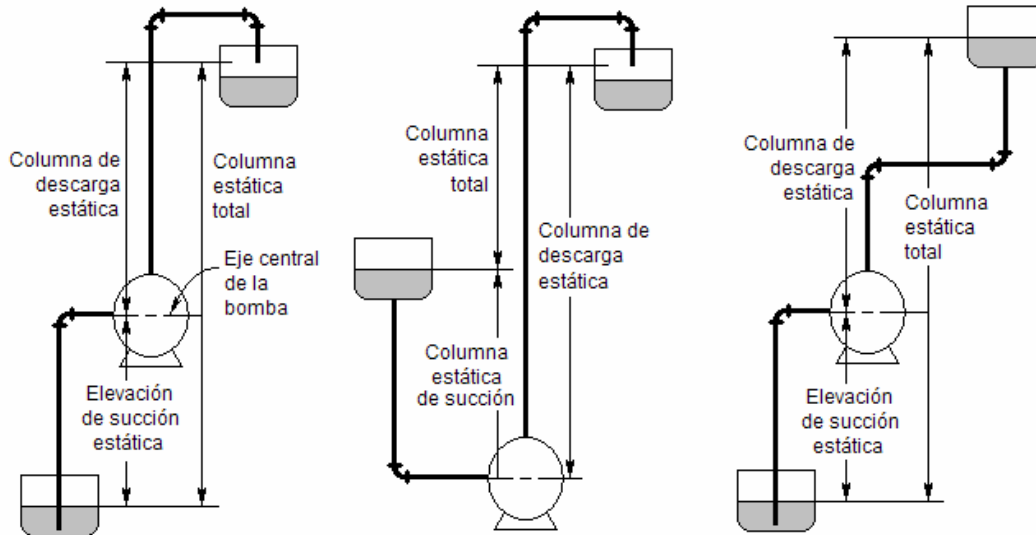 Columna de
descarga
estática
Columna
estática
total
Eje central
de la
bomba
Elevación
de succión
estática
Columna
estática
total
Columna de
descarga
estática
Columna
estática
de succión
Columna de
descarga
estática
Columna
estática
total
Elevación
de succión
estática